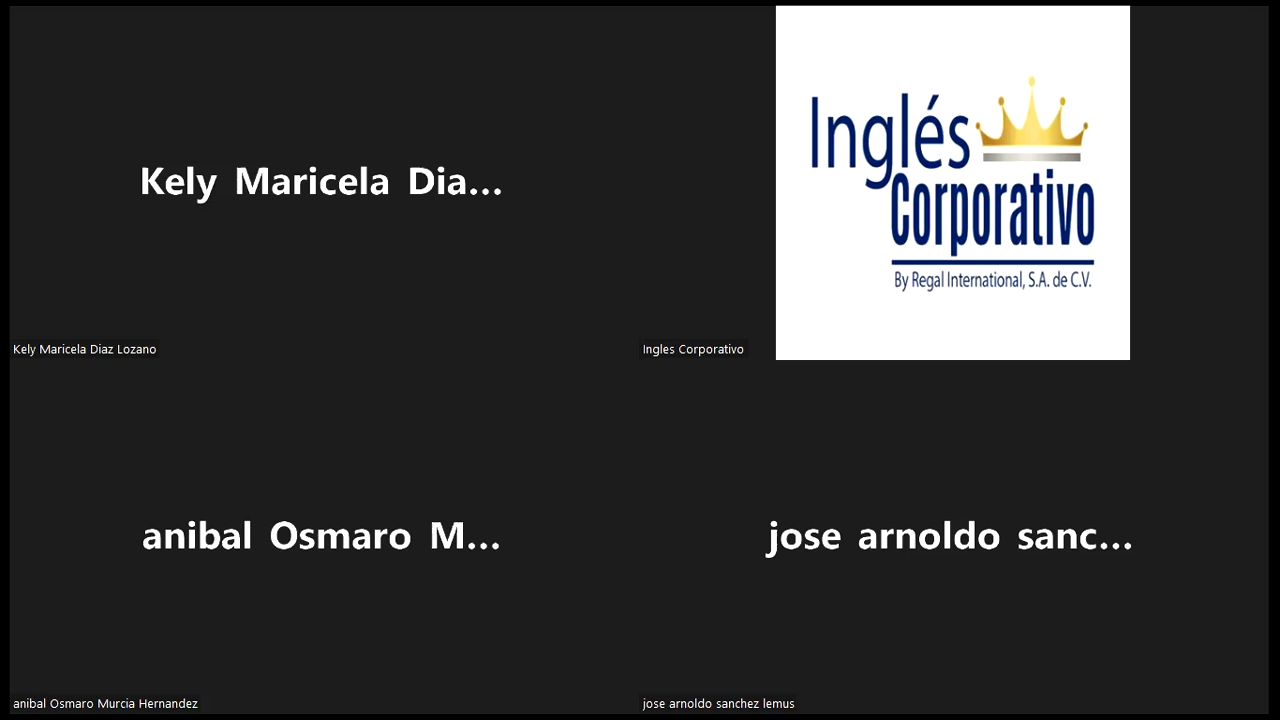 Kely Maricela Dia...
Kely Maricela Diaz Lozano
Inglés
Corporativo
By Regal International, S.A. de C.V.
Ingles Corporativo
anibal Osmaro M...
anibal Osmaro Murcia Hernandez
jose arnoldo sanc...
jose arnoldo sanchez lemus